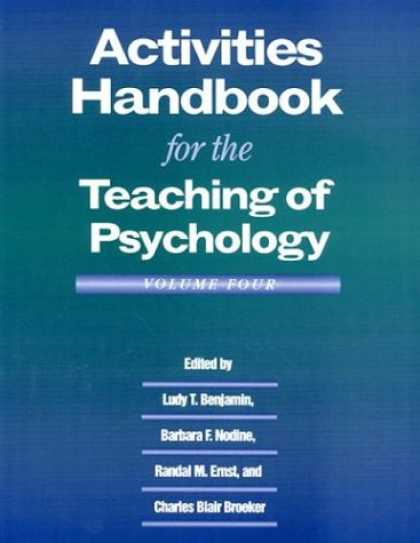 Activities
Handbook
for the
Teaching of
Psychology
VOLUME FOUR
Edited by
Ludy T. Benjamin,
Barbara F. Nodine,
Randal M. Ernst, and
Charles Blair Broeker